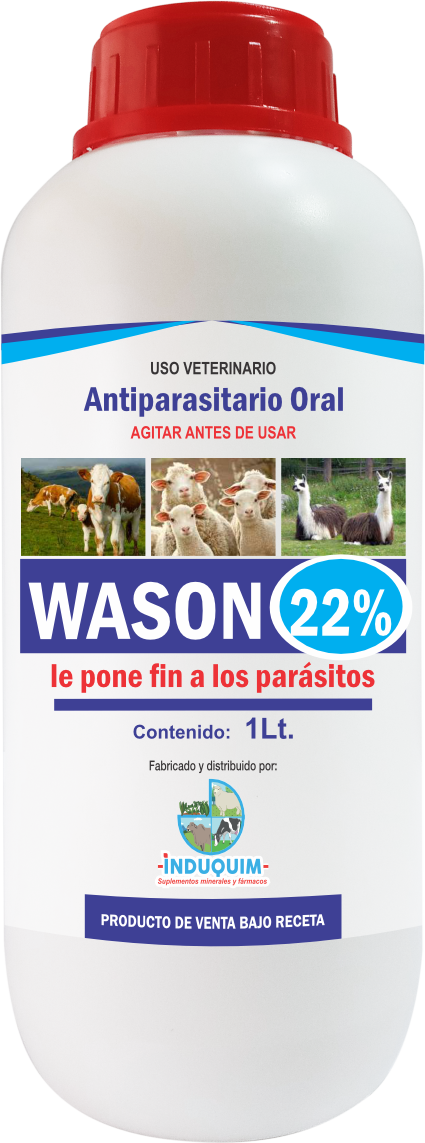 USO VETERINARIO
Antiparasitario Oral
AGITAR ANTES DE USAR
WASON 22%
le pone fin a los parásitos
Contenido: 1Lt.
Fabricado y distribuido por:
-INDUQUIM-
Suplementos minerales y fármacos
PRODUCTO DE VENTA BAJO RECETA